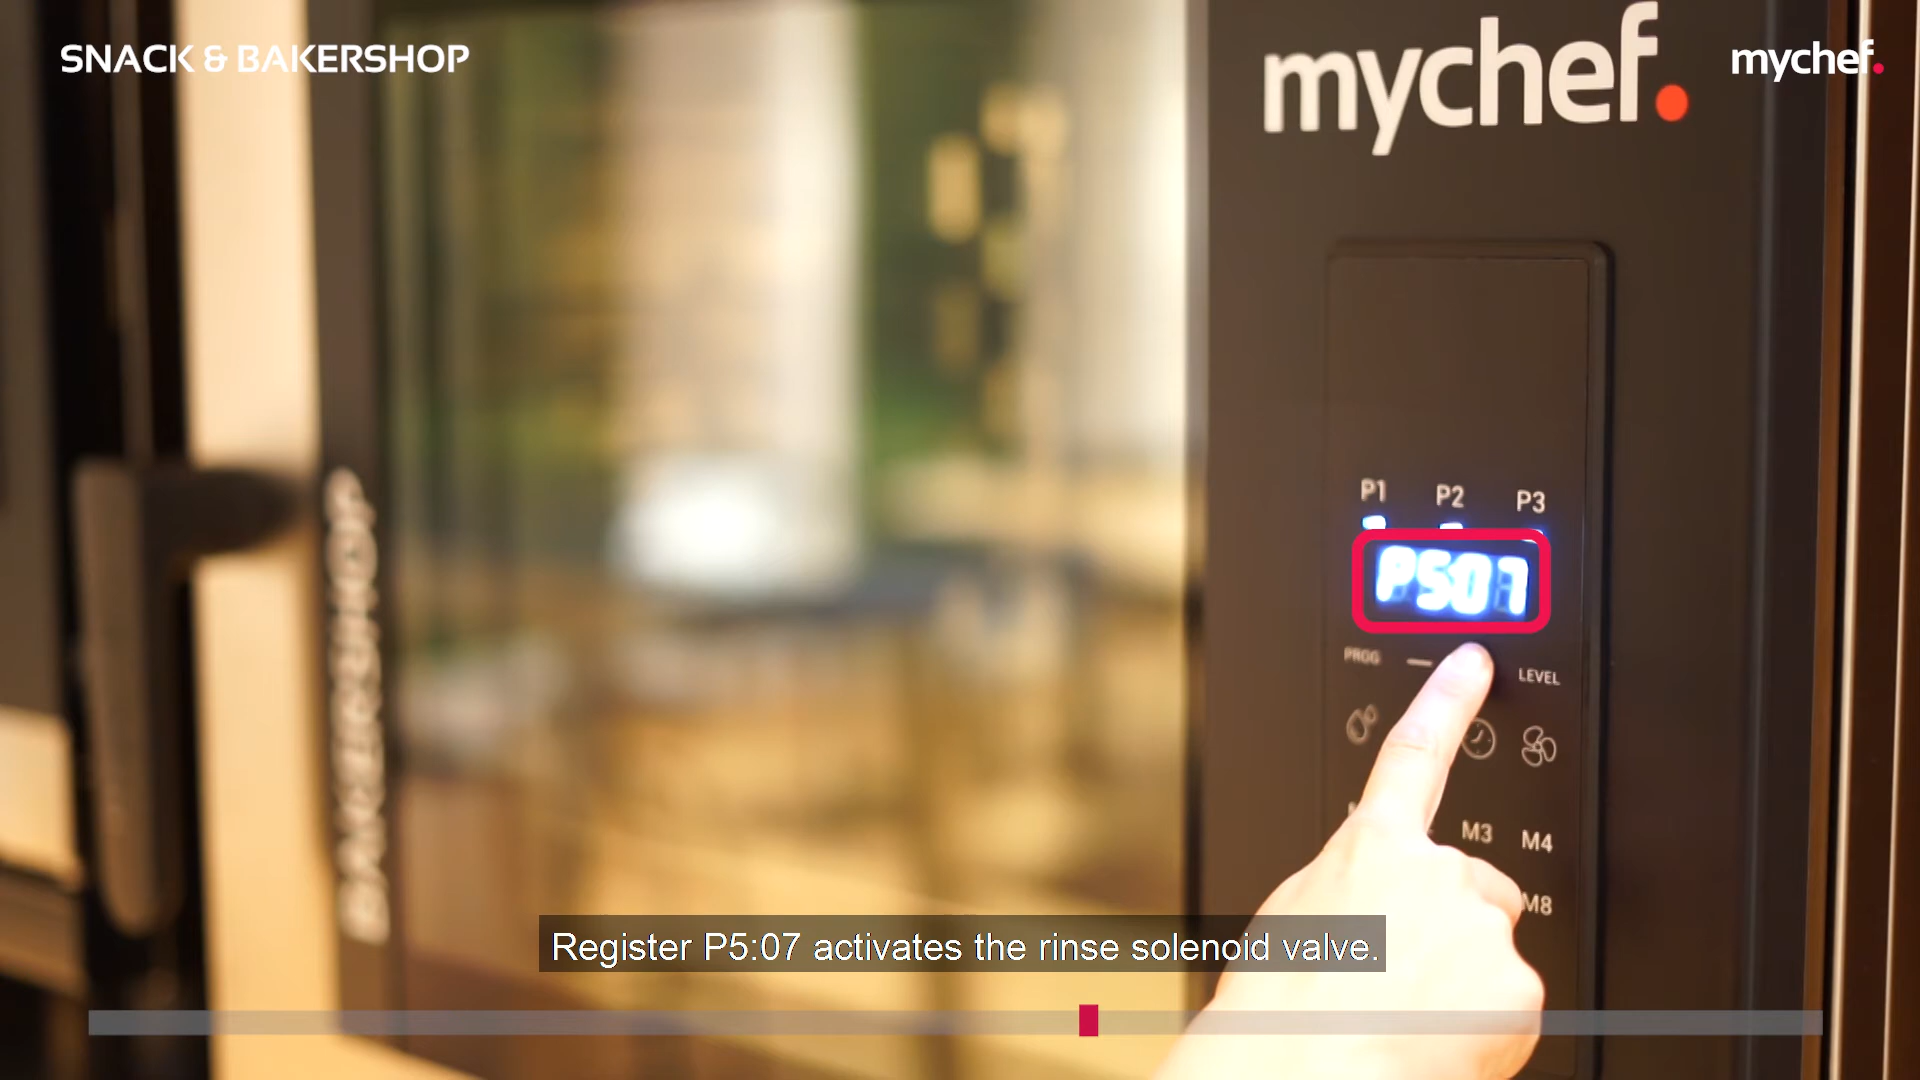 SNACK & BAKERSHOP
mychef.
mychef.
P1 P2 P3
P507
PROG
LEVEL
M3 M4
M8
BAKERSHOP
Register P5:07 activates the rinse solenoid valve.